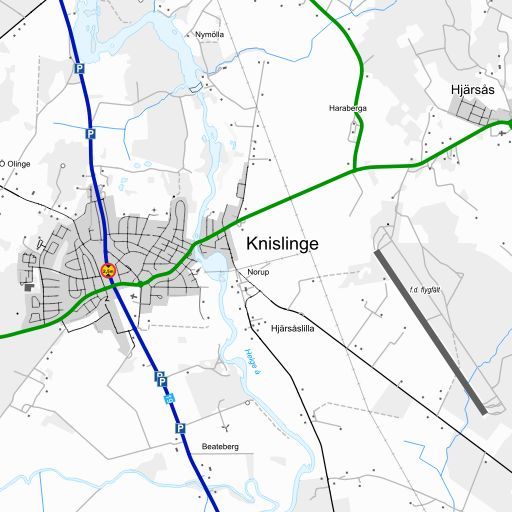 Nymölla
P
Hjärsås
Haraberga
P
Ö Olinge
Knislinge
Norup
f.d. flygfält
Hjärsåslilla
Helge å
P
P
P
Beateberg